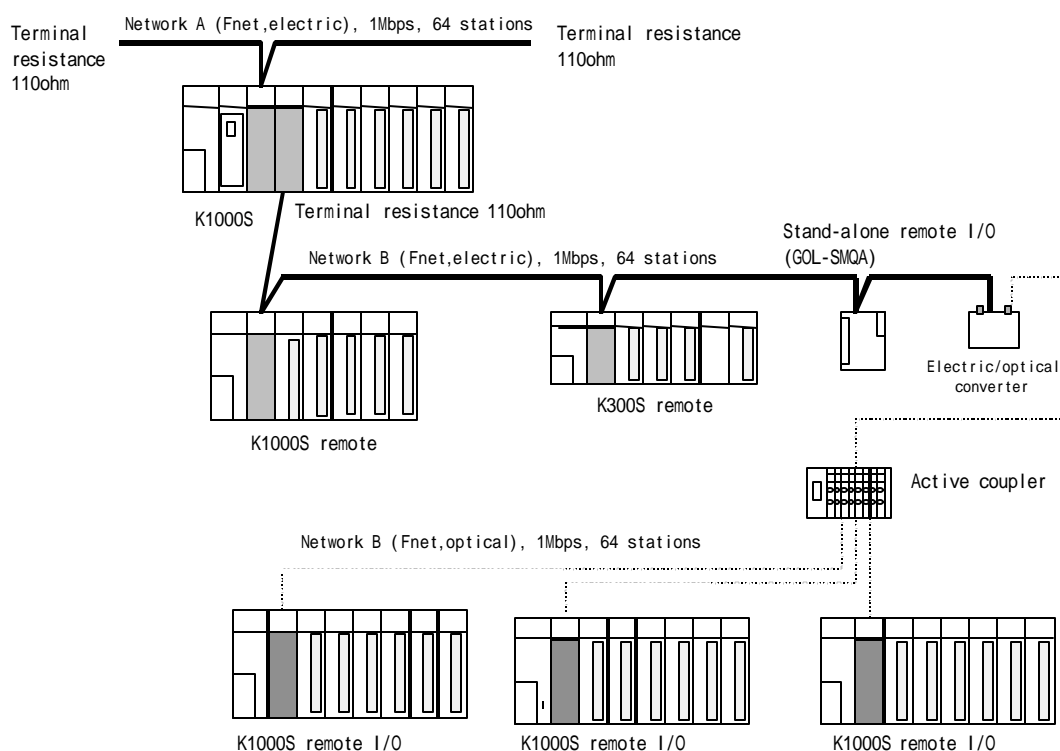 Network A (Fnet,electric), 1Mbps, 64 stations
Terminal
resistance
110ohm
Terminal resistance
110ohm
K1000S
Terminal resistance 110ohm
Stand-alone remote I/O
(GOL-SMQA)
Network B (Fnet,electric), 1Mbps, 64 stations
Electric/optical
converter
K300S remote
K1000S remote
Active coupler
Network B (Fnet,optical), 1Mbps, 64 stations
K1000S remote I/O
K1000S remote I/O
K1000S remote I/O